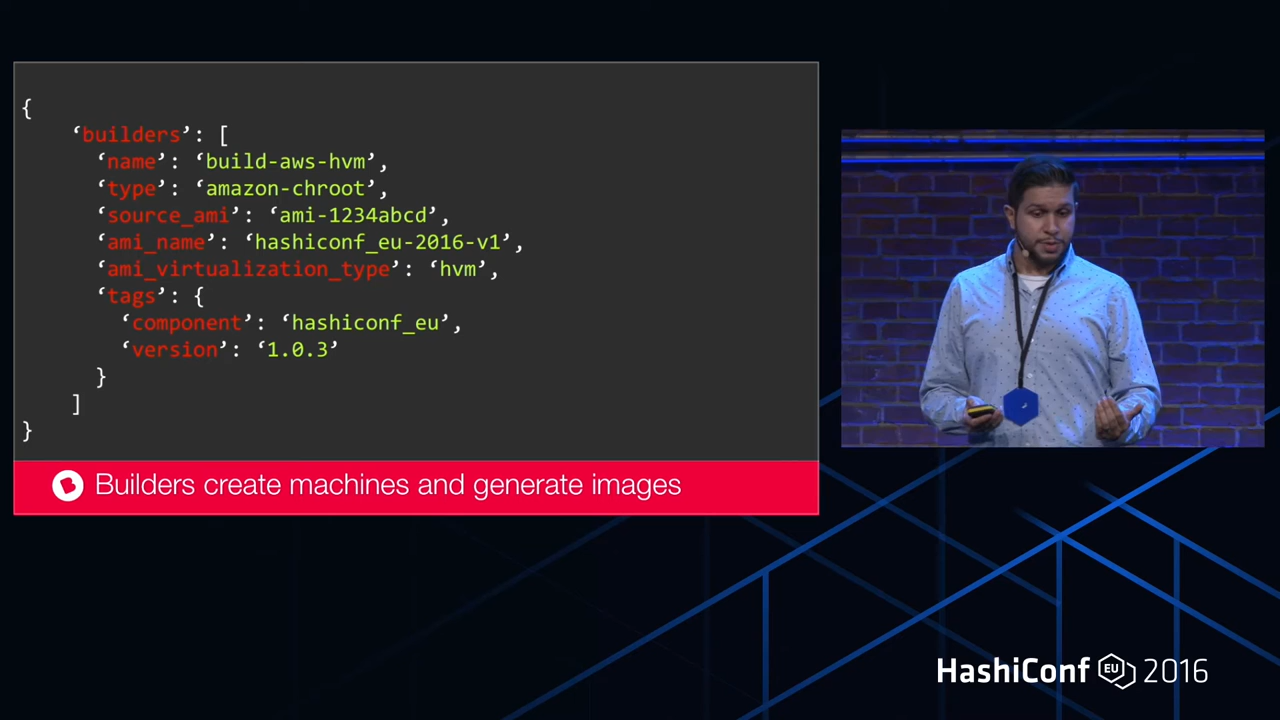 {
‘builders’: [
‘name’: ‘build-aws-hvm’,
‘type’: ‘amazon-chroot’,
‘source_ami’: ‘ami-1234abcd’,
‘ami_name’: ‘hashiconf_eu-2016-v1’,
‘ami_virtualization_type’: ‘hvm’,
‘tags’: {
‘component’: ‘hashiconf_eu’,
‘version’: ‘1.0.3’
}
]
}
Builders create machines and generate images
HashiConf EU 2016